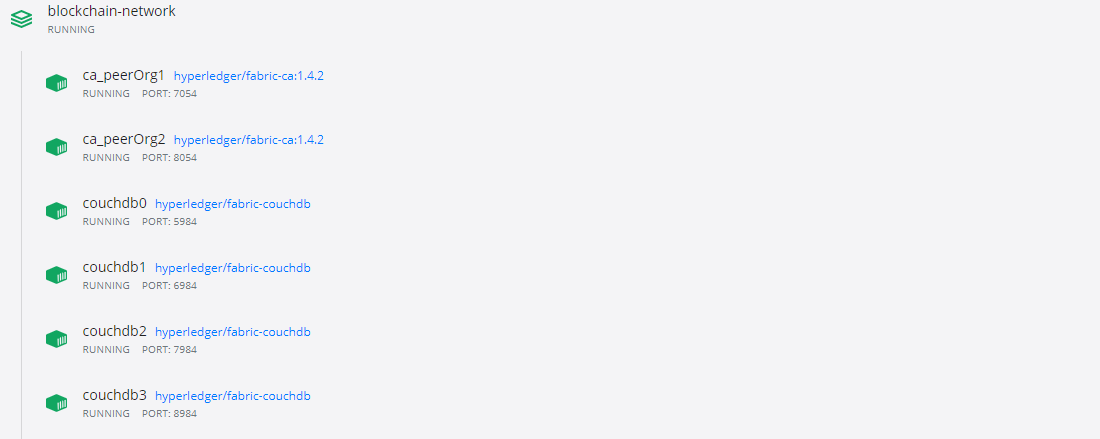 blockchain-network
RUNNING
ca_peerOrg1 hyperledger/fabric-ca:1.4.2
RUNNING PORT: 7054
ca_peerOrg2 hyperledger/fabric-ca:1.4.2
RUNNING PORT: 8054
couchdb0 hyperledger/fabric-couchdb
RUNNING PORT: 5984
couchdb1 hyperledger/fabric-couchdb
RUNNING PORT: 6984
couchdb2 hyperledger/fabric-couchdb
RUNNING PORT: 7984
couchdb3 hyperledger/fabric-couchdb
RUNNING PORT: 8984